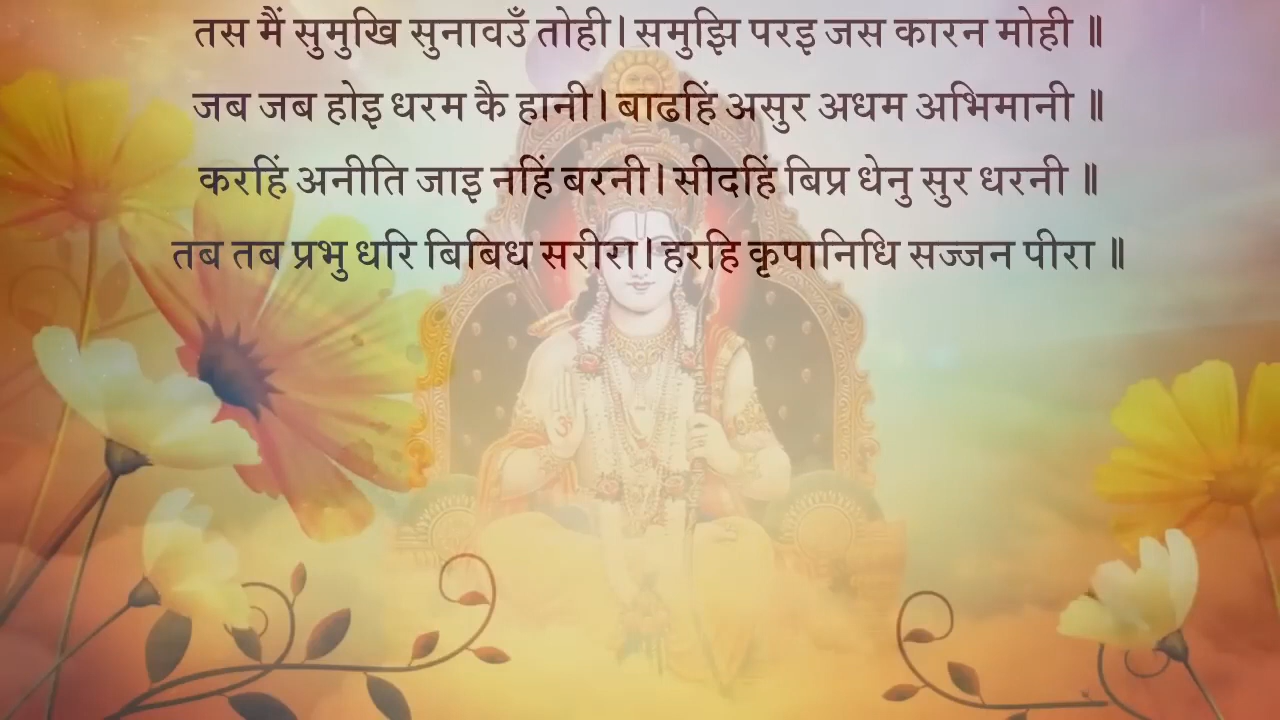 तस मैं सुमुखि सुनावउँ तोही। समुझि परइ जस कारन मोही ॥
जब जब होइ धरम कै हानी। बाढहिं असुर अधम अभिमानी ॥
करहिं अनीति जाइ नहिं बरनी। सीदहिं बिप्र धेनु सुर धरनी ॥
तब तब प्रभु धरि बिबिध सरीरा। हरहि कृपानिधि सज्जन पीरा ॥